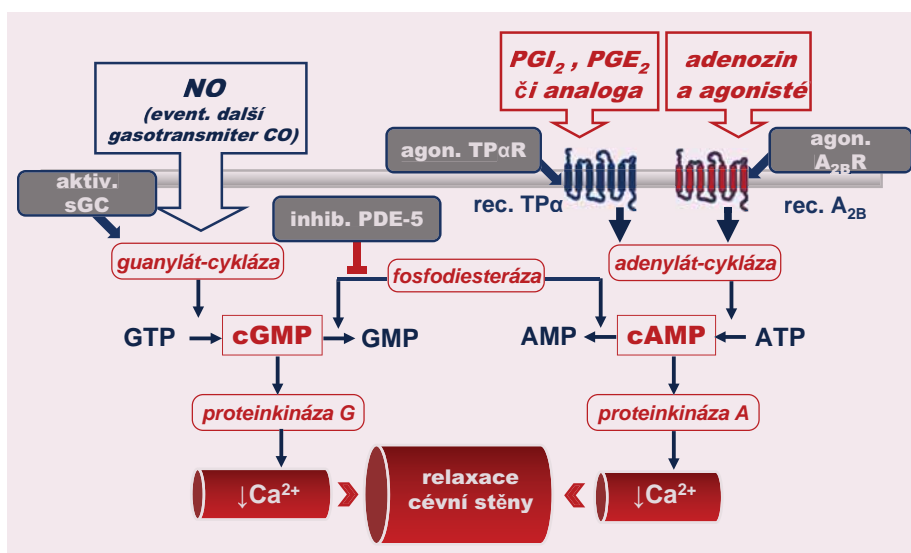 NO
(event. další
gasotransmiter CO)
PGI₂ , PGE₂
či analoga
adenozin
a agonisté
agon. TPαR
agon.
A₂BR
aktiv.
sGC
inhib. PDE-5
rec. TPα
rec. A₂B
guanylát-cykláza
fosfodiesteráza
adenylát-cykláza
GTP
cGMP
GMP
AMP
cAMP
ATP
proteinkináza G
proteinkináza A
↓Ca²⁺
relaxace
cévní stěny
↓Ca²⁺